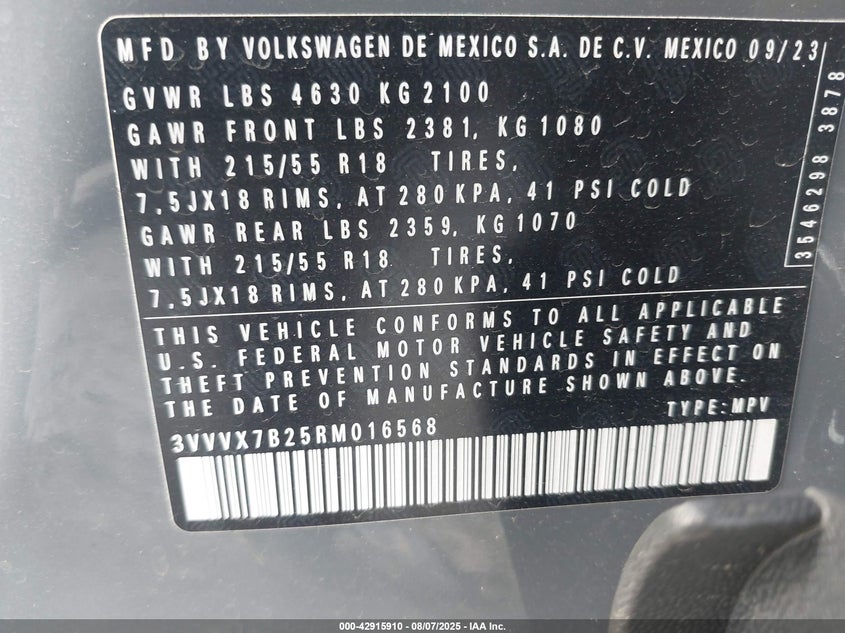 MFD BY VOLKSWAGEN DE MEXICO S.A. DE C.V. MEXICO 09/23
GVWR LBS 4630 KG2100
GAWR FRONT LBS 2381, KG1080
WITH 215/55 R18 TIRES,
7,5JX18 RIMS, AT 280 KPA, 41 PSI COLD
GAWR REAR LBS 2359, KG 1070
WITH 215/55 R18 TIRES,
7,5JX18 RIMS, AT 280 KPA, 41 PSI COLD
3546298 3878
THIS VEHICLE CONFORMS TO ALL APPLICABLE
U.S. FEDERAL MOTOR VEHICLE SAFETY AND
THEFT PREVENTION STANDARDS IN EFFECT ON
THE DATE OF MANUFACTURE SHOWN ABOVE.
TYPE: MPV
3VVVX7B25RM016568
000-42915910 - 08/07/2025 - IAA Inc.